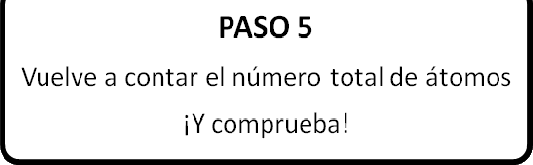 PASO 5
Vuelve a contar el número total de átomos
¡Y comprueba!